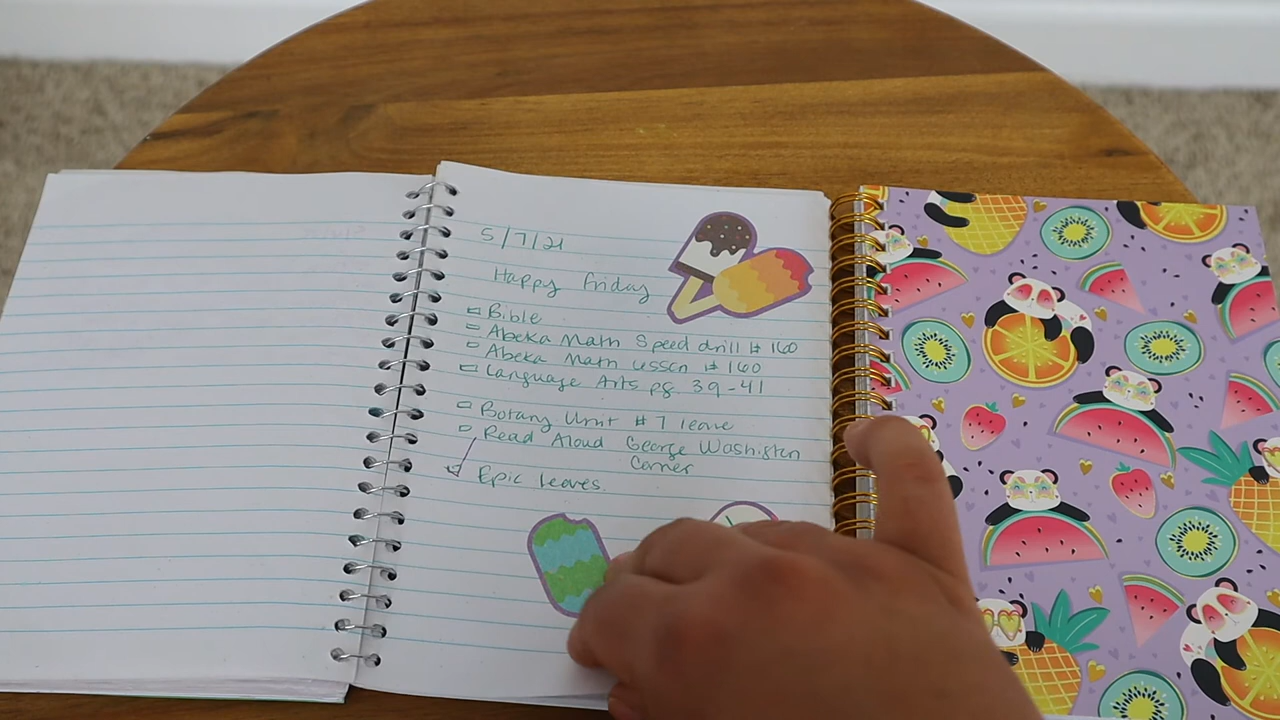 5/7/21
Happy Friday
Bible
Abeka Math Speed drill # 160
Abeka Math Lesson # 160
Language Arts pg. 39-41
Botany Unit #7 leave
Read Aloud George Washigton
Carver
Epic leaves.